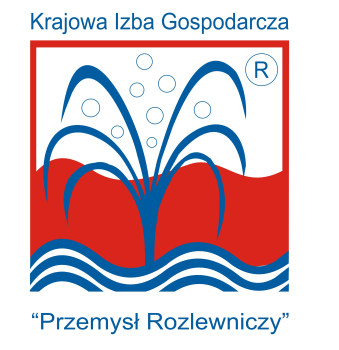 Krajowa Izba Gospodarcza
R
“Przemysł Rozlewniczy”